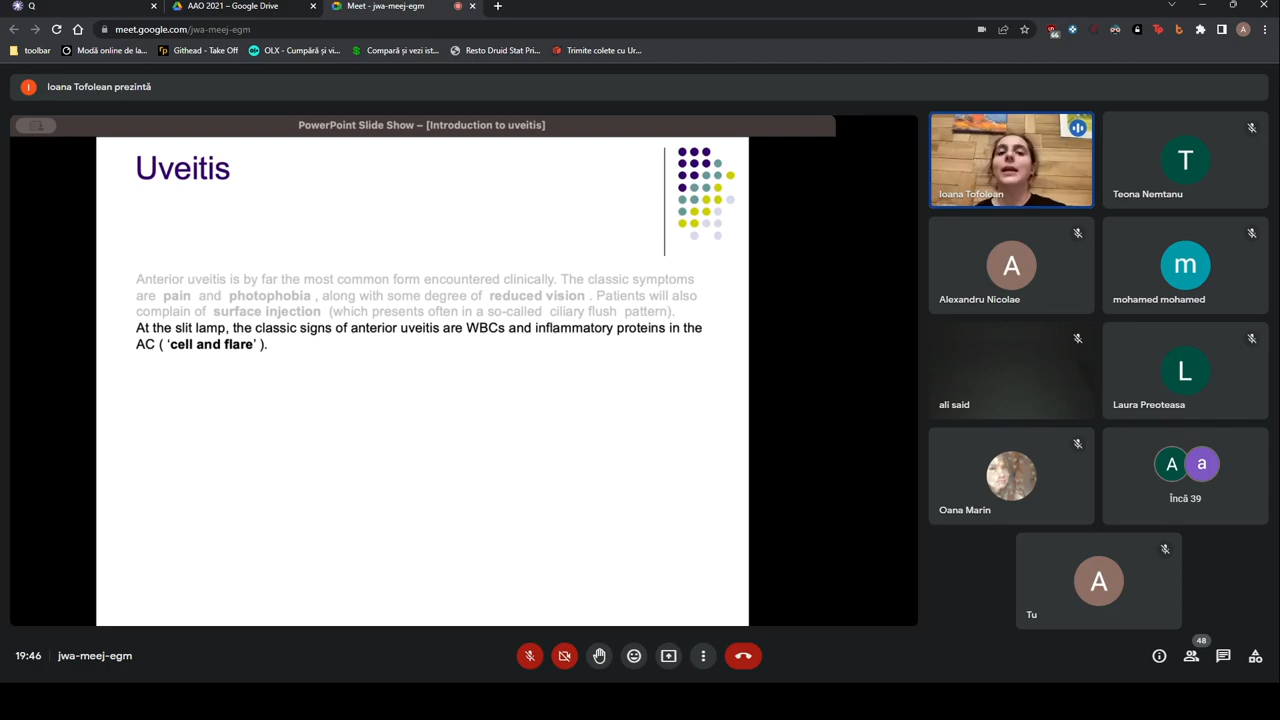 Q
AAO 2021 – Google Drive
Meet - jwa-meej-egm
meet.google.com/jwa-meej-egm
66
A
toolbar
Modă online de la...
Githead - Take Off
OLX - Cumpără și vi...
Compară și vezi ist...
Resto Druid Stat Pri...
Trimite colete cu Ur...
I
Ioana Tofolean prezintă
PowerPoint Slide Show – [Introduction to uveitis]
Uveitis
Anterior uveitis is by far the most common form encountered clinically. The classic symptoms
are pain and photophobia , along with some degree of reduced vision . Patients will also
complain of surface injection (which presents often in a so-called ciliary flush pattern).
At the slit lamp, the classic signs of anterior uveitis are WBCs and inflammatory proteins in the
AC ( ‘cell and flare’ ).
Ioana Tofolean
T
Teona Nemtanu
A
Alexandru Nicolae
m
mohamed mohamed
ali said
L
Laura Preoteasa
Oana Marin
A a
Încă 39
A
Tu
19:46 jwa-meej-egm
48